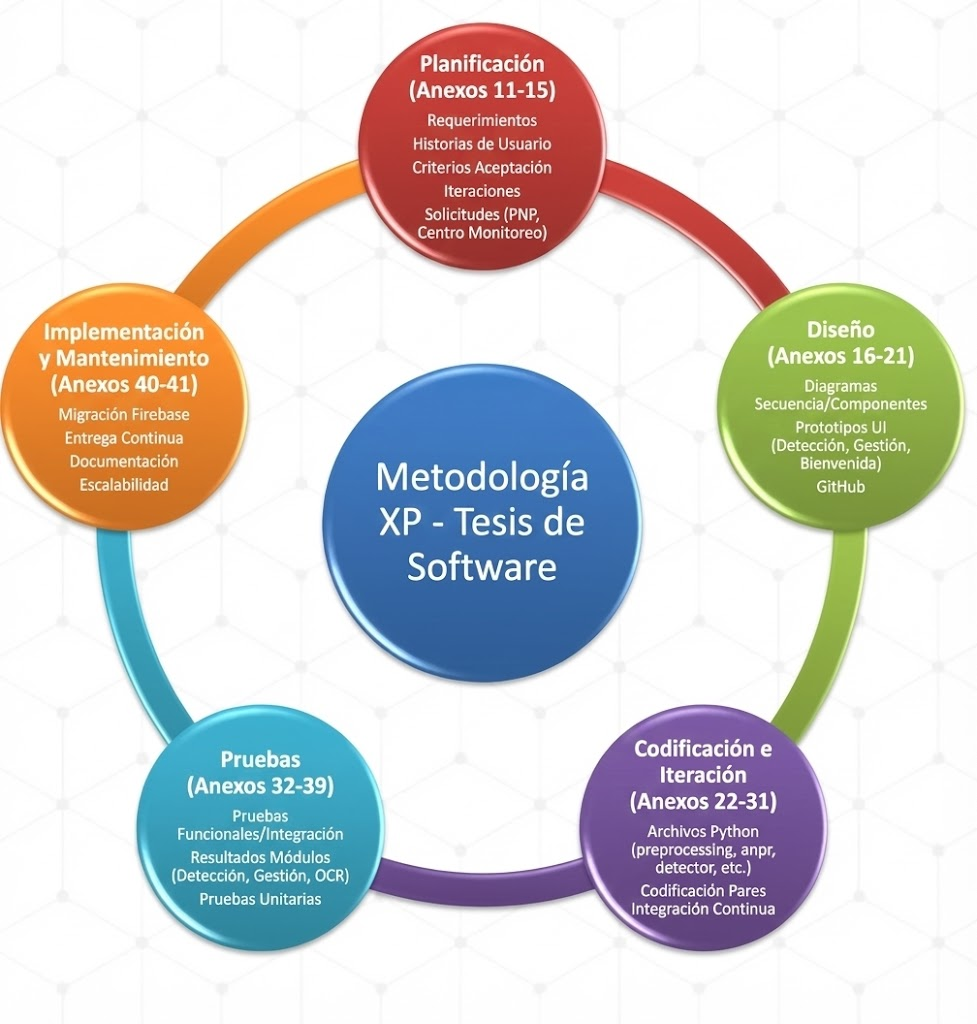 Planificación
(Anexos 11-15)
Requerimientos
Historias de Usuario
Criterios Aceptación
Iteraciones
Solicitudes (PNP,
Centro Monitoreo)
Diseño
(Anexos 16-21)
Diagramas
Secuencia/Componentes
Prototipos UI
(Detección, Gestión,
Bienvenida)
GitHub
Codificación e
Iteración
(Anexos 22-31)
Archivos Python
(preprocessing, anpr,
detector, etc.)
Codificación Pares
Integración Continua
Pruebas
(Anexos 32-39)
Pruebas
Funcionales/Integración
Resultados Módulos
(Detección, Gestión, OCR)
Pruebas Unitarias
Implementación
y Mantenimiento
(Anexos 40-41)
Migración Firebase
Entrega Continua
Documentación
Escalabilidad
Metodología
XP - Tesis de
Software